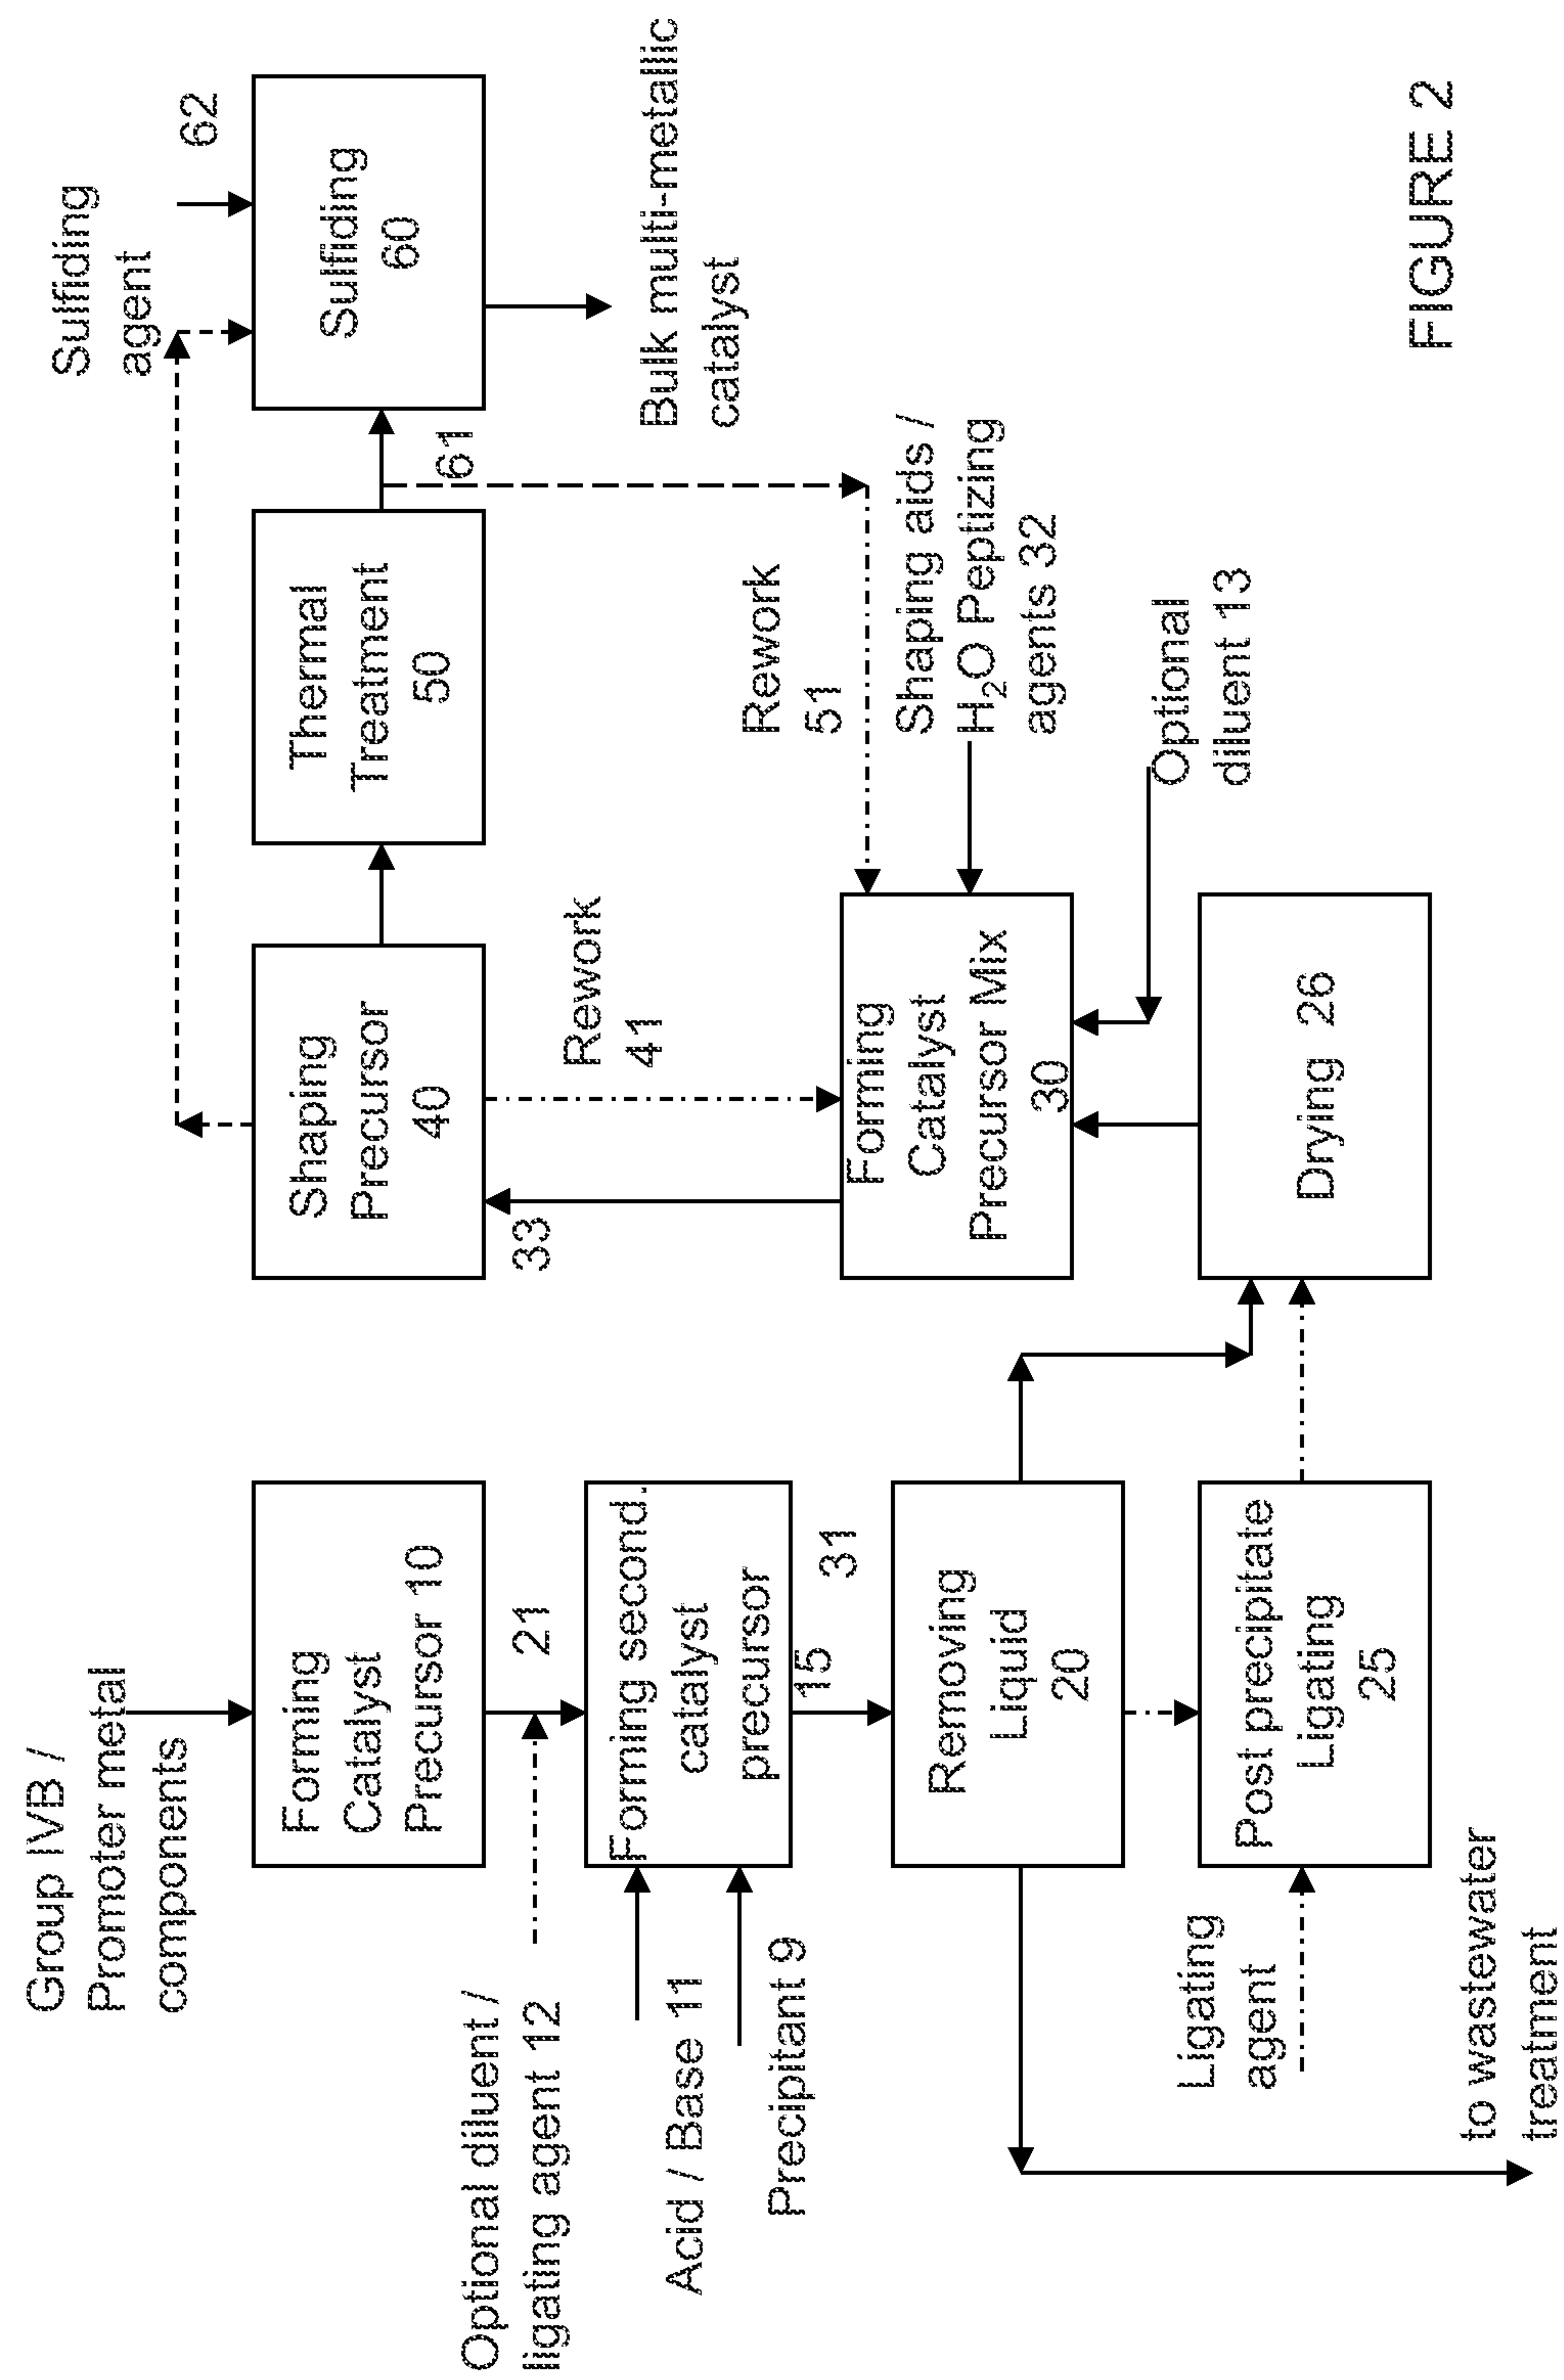 Group IVB /
Promoter metal
components
Forming
Catalyst
Precursor 10
21
Optional diluent /
ligating agent 12
Acid / Base 11
Precipitant 9
Forming second.
catalyst
precursor
15
31
Removing
Liquid
20
Post precipitate
Ligating
25
Ligating
agent
to wastewater
treatment
Shaping
Precursor
40
33
Rework
41
Forming
Catalyst
Precursor Mix
30
Drying 26
Thermal
Treatment
50
Rework
51
Shaping aids /
H₂O Peptizing
agents 32
Optional
diluent 13
Sulfiding
agent
62
Sulfiding
60
61
Bulk multi-metallic
catalyst
FIGURE 2